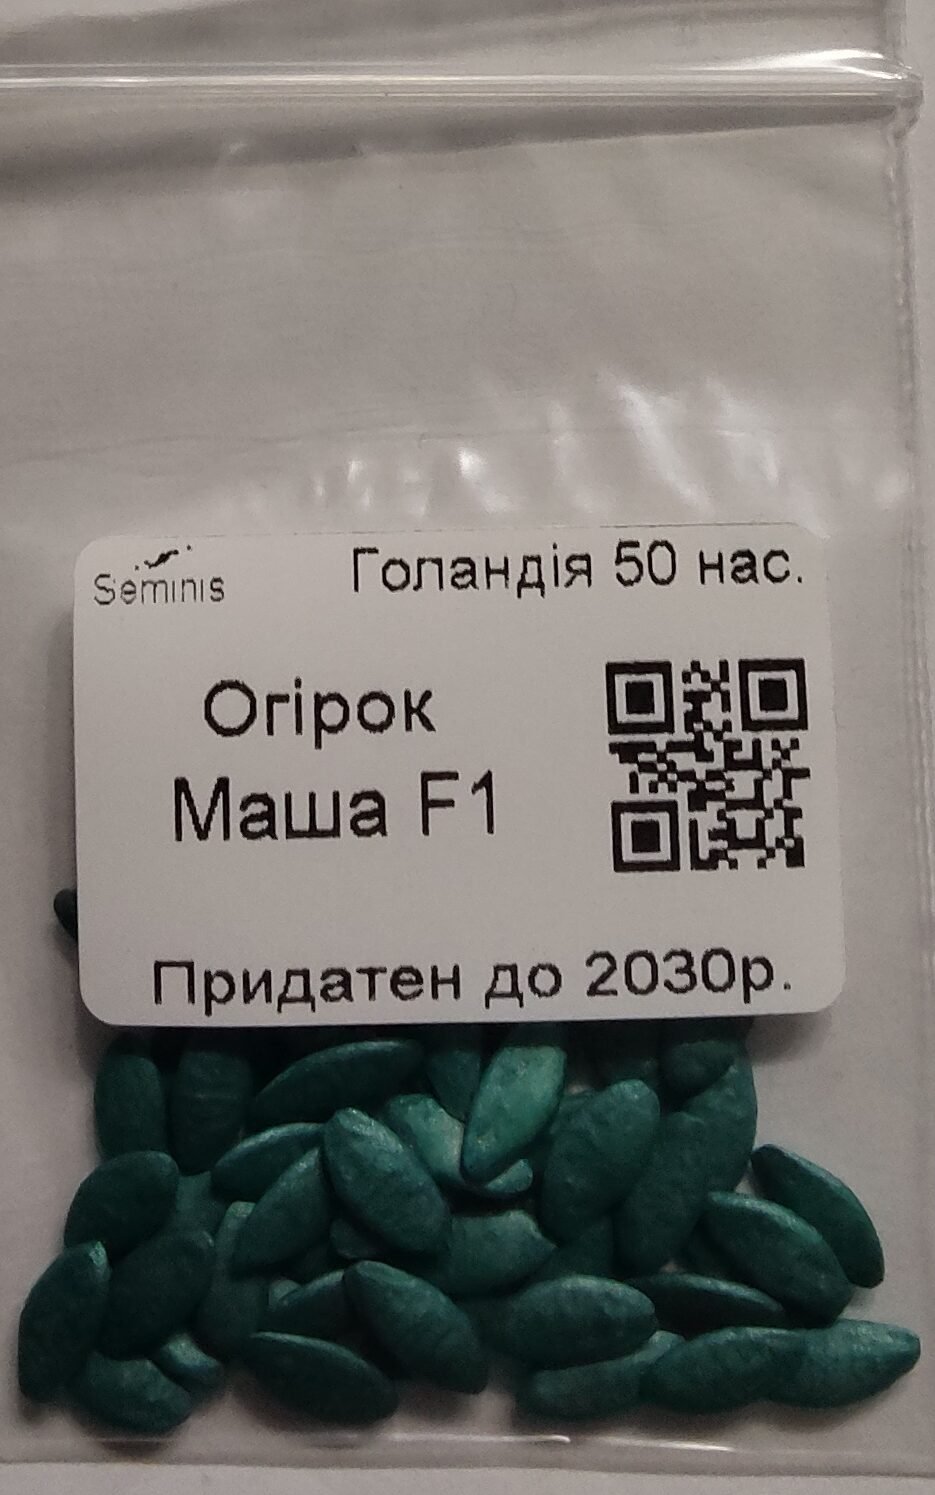 Seminis
Голандія 50 нас.
Огірок
Маша F1
Придатен до 2030р.